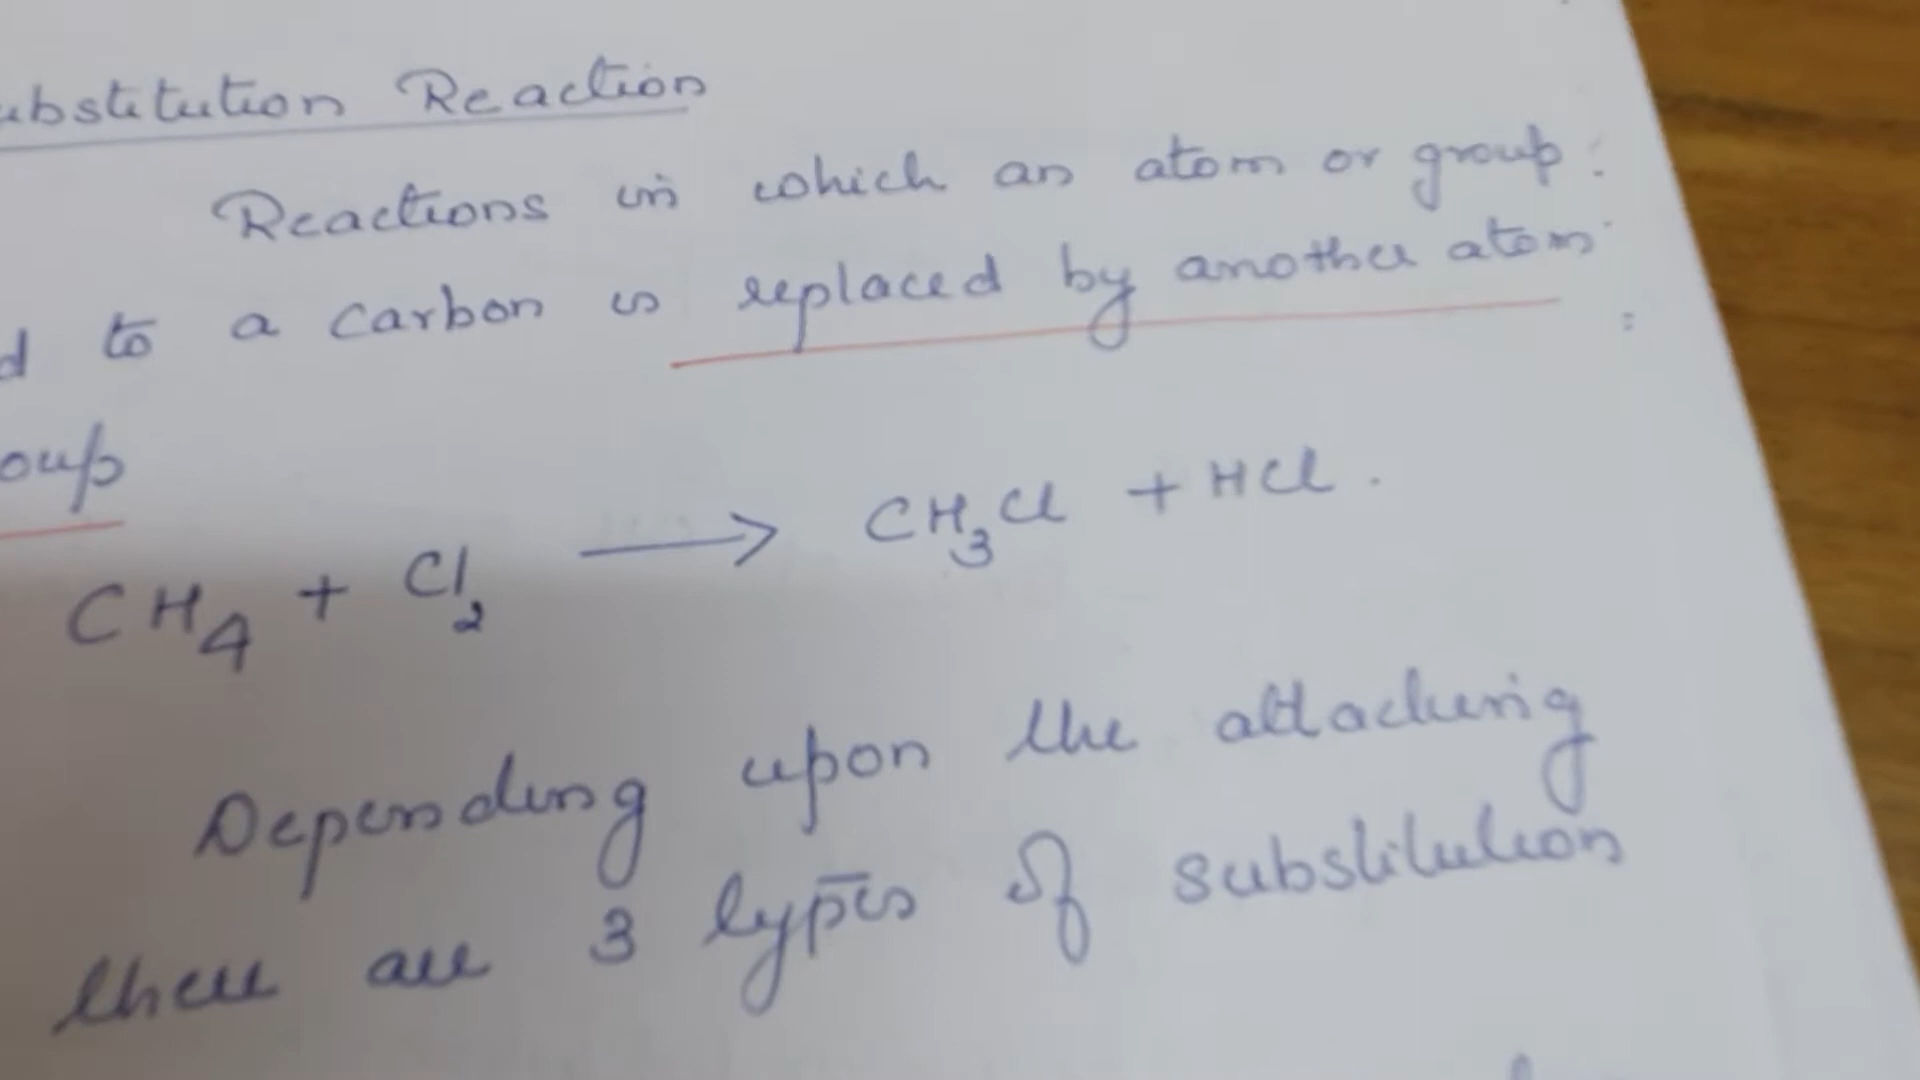 ubstitution Reaction
Reactions in which an atom or group
d to a carbon is replaced by another atom
oup
CH₄ + Cl₂ → CH₃Cl + HCl.
Depending upon the attacking
there are 3 types of substitution